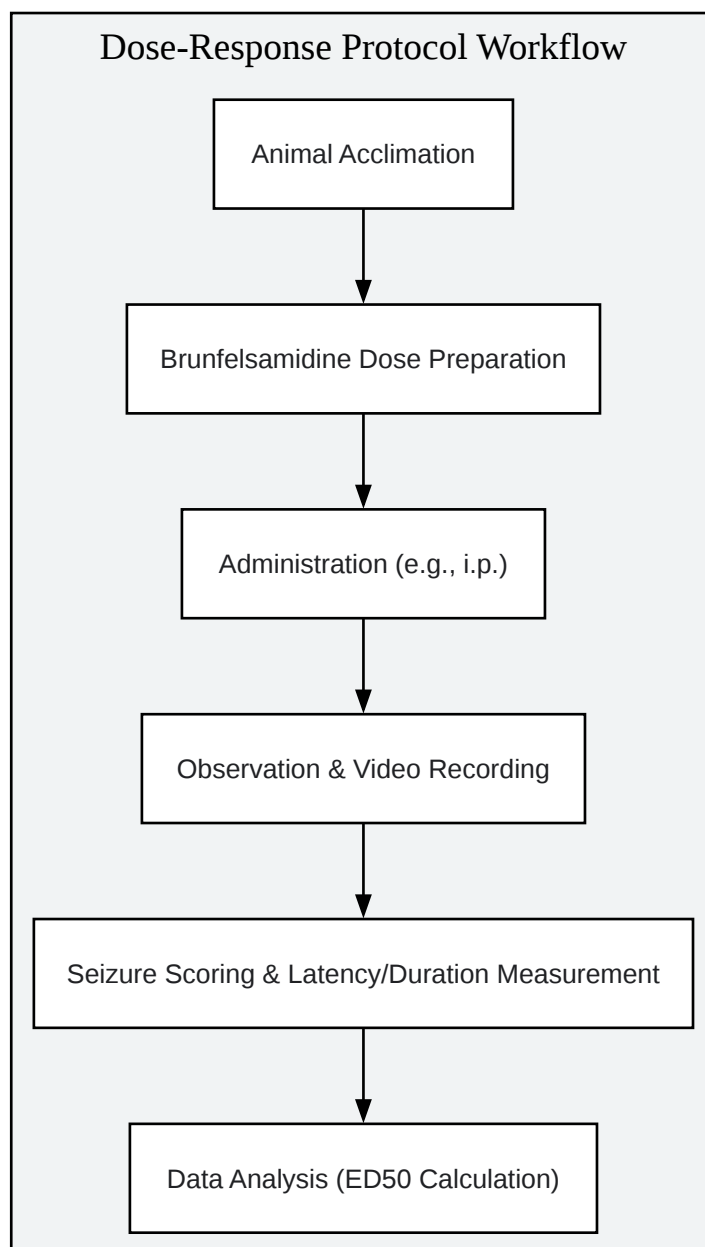 Dose-Response Protocol Workflow
Animal Acclimation
Brunfelsamidine Dose Preparation
Administration (e.g., i.p.)
Observation & Video Recording
Seizure Scoring & Latency/Duration Measurement
Data Analysis (ED50 Calculation)